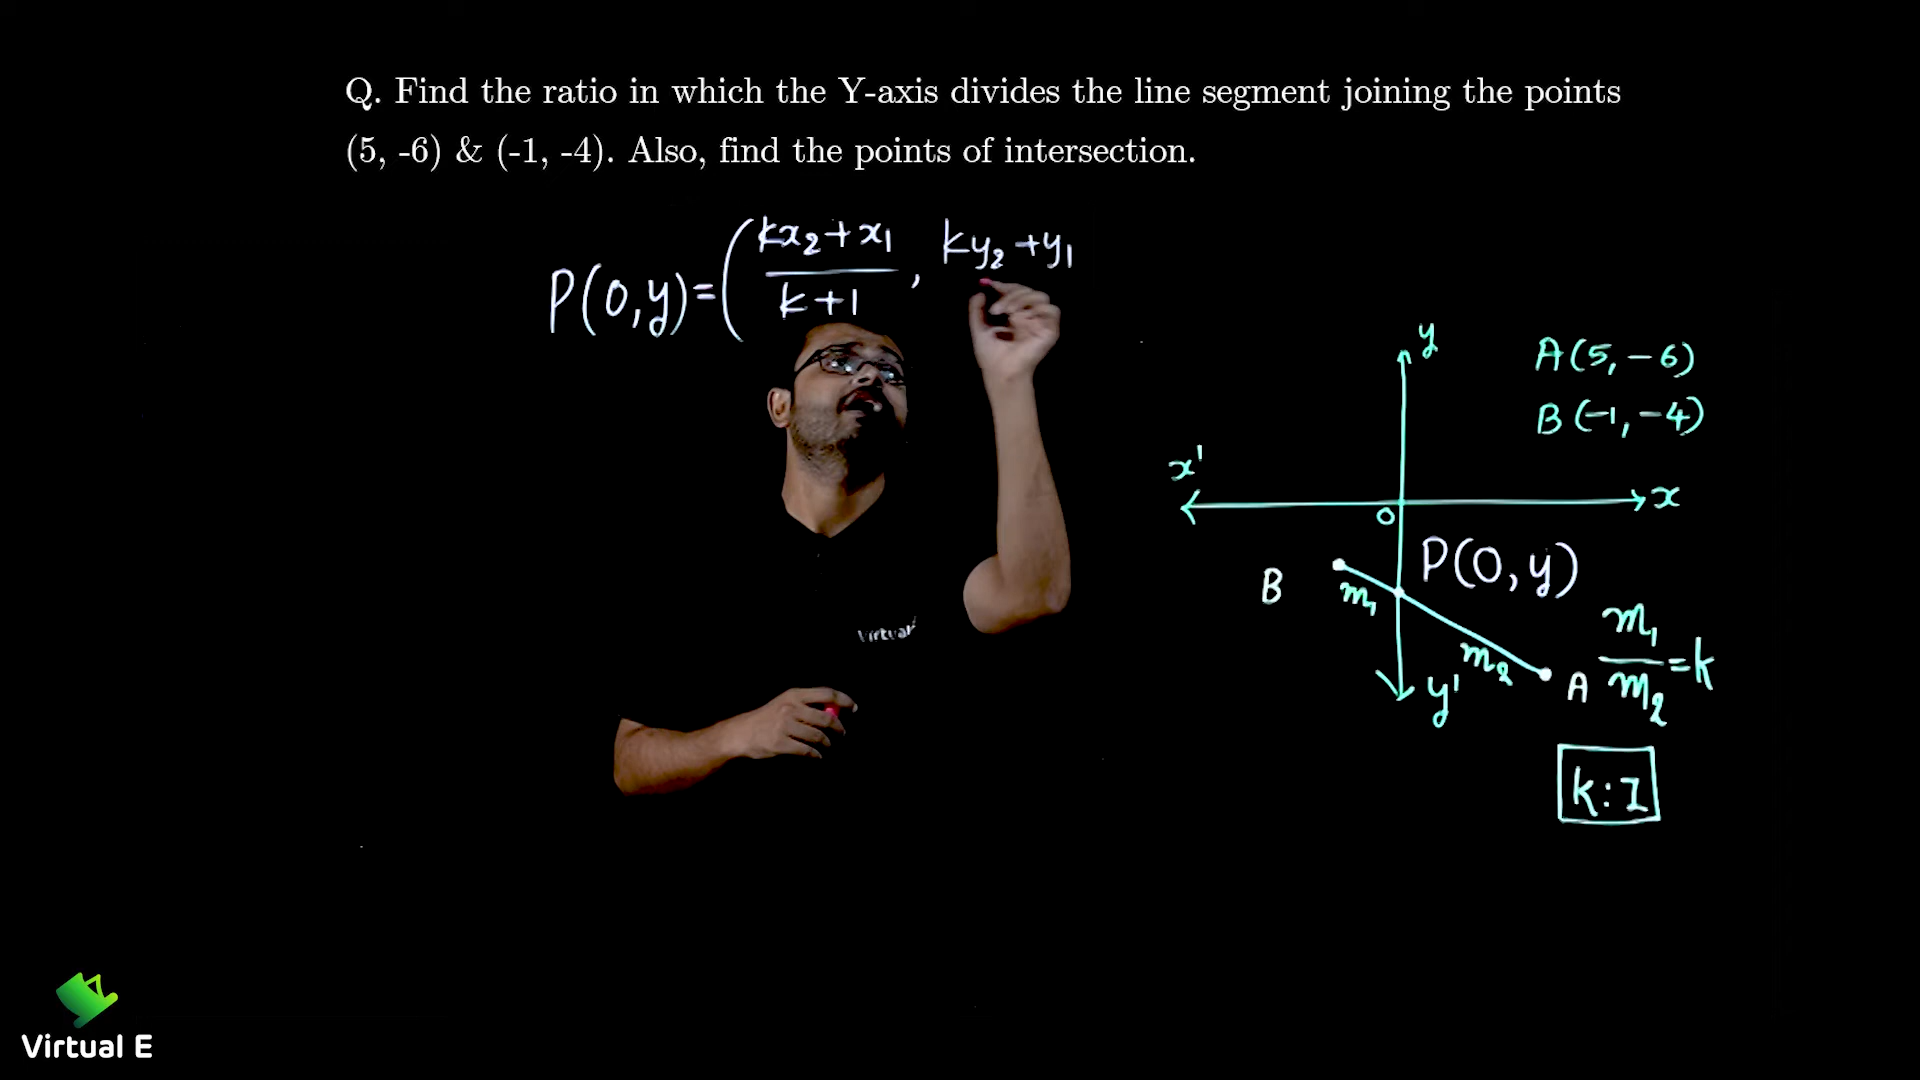 Q. Find the ratio in which the Y-axis divides the line segment joining the points
(5, -6) & (-1, -4). Also, find the points of intersection.
P(0,y)=(kx₂+x₁/k+1, ky₂+y₁
y
A(5,-6)
B(-1,-4)
x'
x
O
P(0,y)
B
m₁
m₂
A
m₁/m₂=k
y'
k:1
Virtual
Virtual E